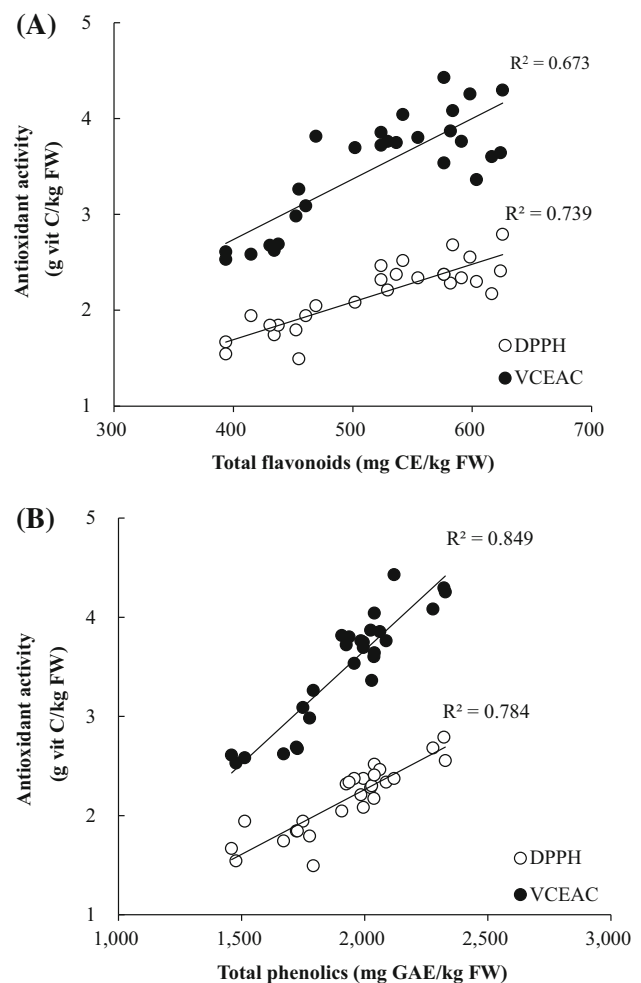 (A)
5
4
3
2
1
Antioxidant activity
(g vit C/kg FW)
R² = 0.673
R² = 0.739
DPPH
VCEAC
300
400
500
600
700
Total flavonoids (mg CE/kg FW)
(B)
5
4
3
2
1
Antioxidant activity
(g vit C/kg FW)
R² = 0.849
R² = 0.784
DPPH
VCEAC
1,000
1,500
2,000
2,500
3,000
Total phenolics (mg GAE/kg FW)